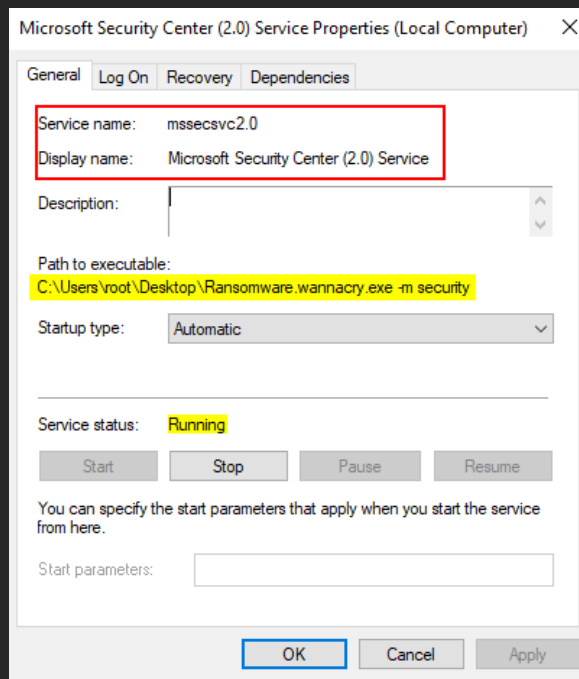 Microsoft Security Center (2.0) Service Properties (Local Computer)
General Log On Recovery Dependencies
Service name: mssecsvc2.0
Display name: Microsoft Security Center (2.0) Service
Description:
Path to executable:
C:\Users\root\Desktop\Ransomware.wannacry.exe -m security
Startup type: Automatic
Service status: Running
Start Stop Pause Resume
You can specify the start parameters that apply when you start the service
from here.
Start parameters:
OK Cancel Apply